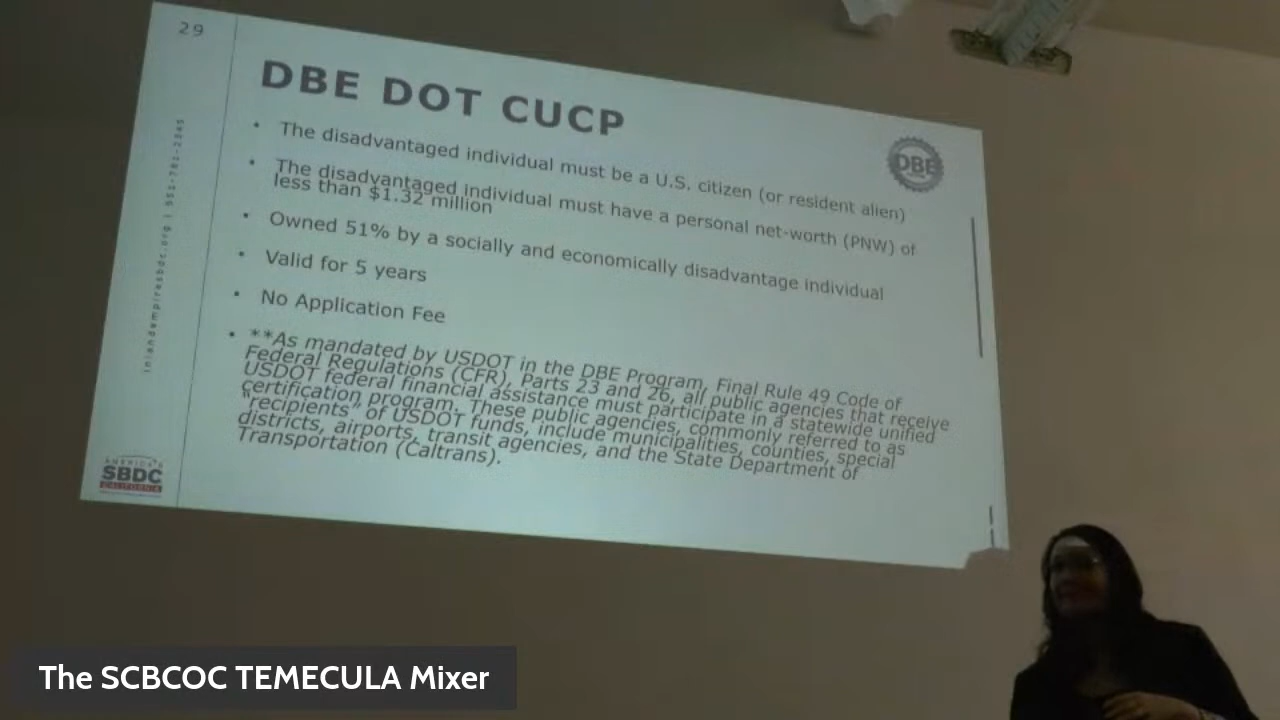 29
DBE DOT CUCP
DBE
• The disadvantaged individual must be a U.S. citizen (or resident alien)
• The disadvantaged individual must have a personal net-worth (PNW) of
less than $1.32 million
• Owned 51% by a socially and economically disadvantage individual
• Valid for 5 years
• No Application Fee
• **As mandated by USDOT in the DBE Program, Final Rule 49 Code of
Federal Regulations (CFR), Parts 23 and 26, all public agencies that receive
USDOT federal financial assistance must participate in a statewide unified
certification program. These public agencies, commonly referred to as
"recipients" of USDOT funds, include municipalities, counties, special
districts, airports, transit agencies, and the State Department of
Transportation (Caltrans).
inlandempiresbdc.org | 951-781-2345
AMERICA'S
SBDC
CALIFORNIA
The SCBCOC TEMECULA Mixer